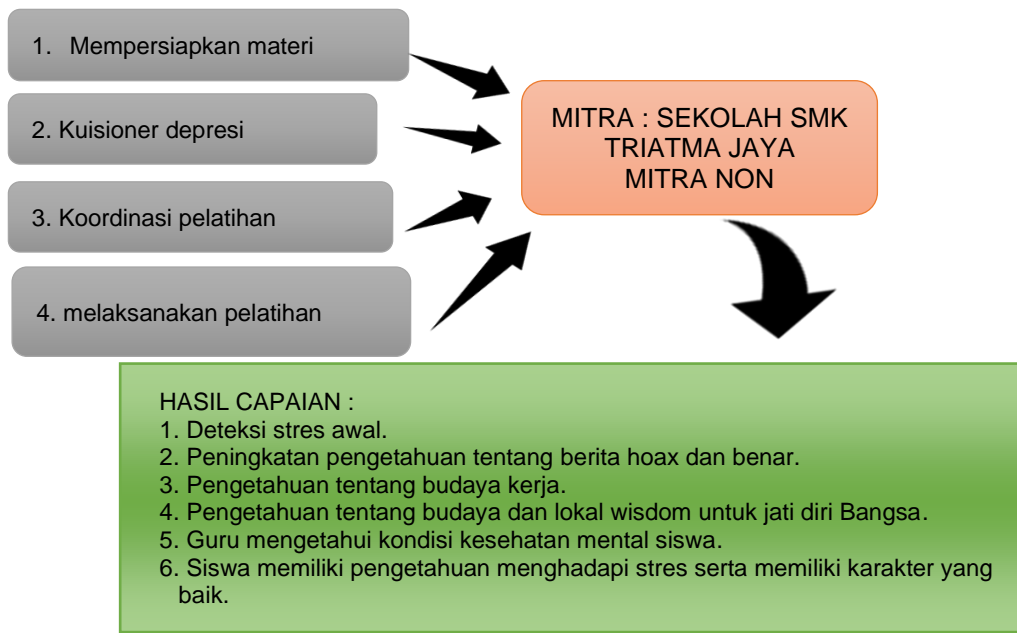 1. Mempersiapkan materi
2. Kuisioner depresi
3. Koordinasi pelatihan
4. melaksanakan pelatihan
MITRA : SEKOLAH SMK
TRIATMA JAYA
MITRA NON
HASIL CAPAIAN :
1. Deteksi stres awal.
2. Peningkatan pengetahuan tentang berita hoax dan benar.
3. Pengetahuan tentang budaya kerja.
4. Pengetahuan tentang budaya dan lokal wisdom untuk jati diri Bangsa.
5. Guru mengetahui kondisi kesehatan mental siswa.
6. Siswa memiliki pengetahuan menghadapi stres serta memiliki karakter yang
baik.